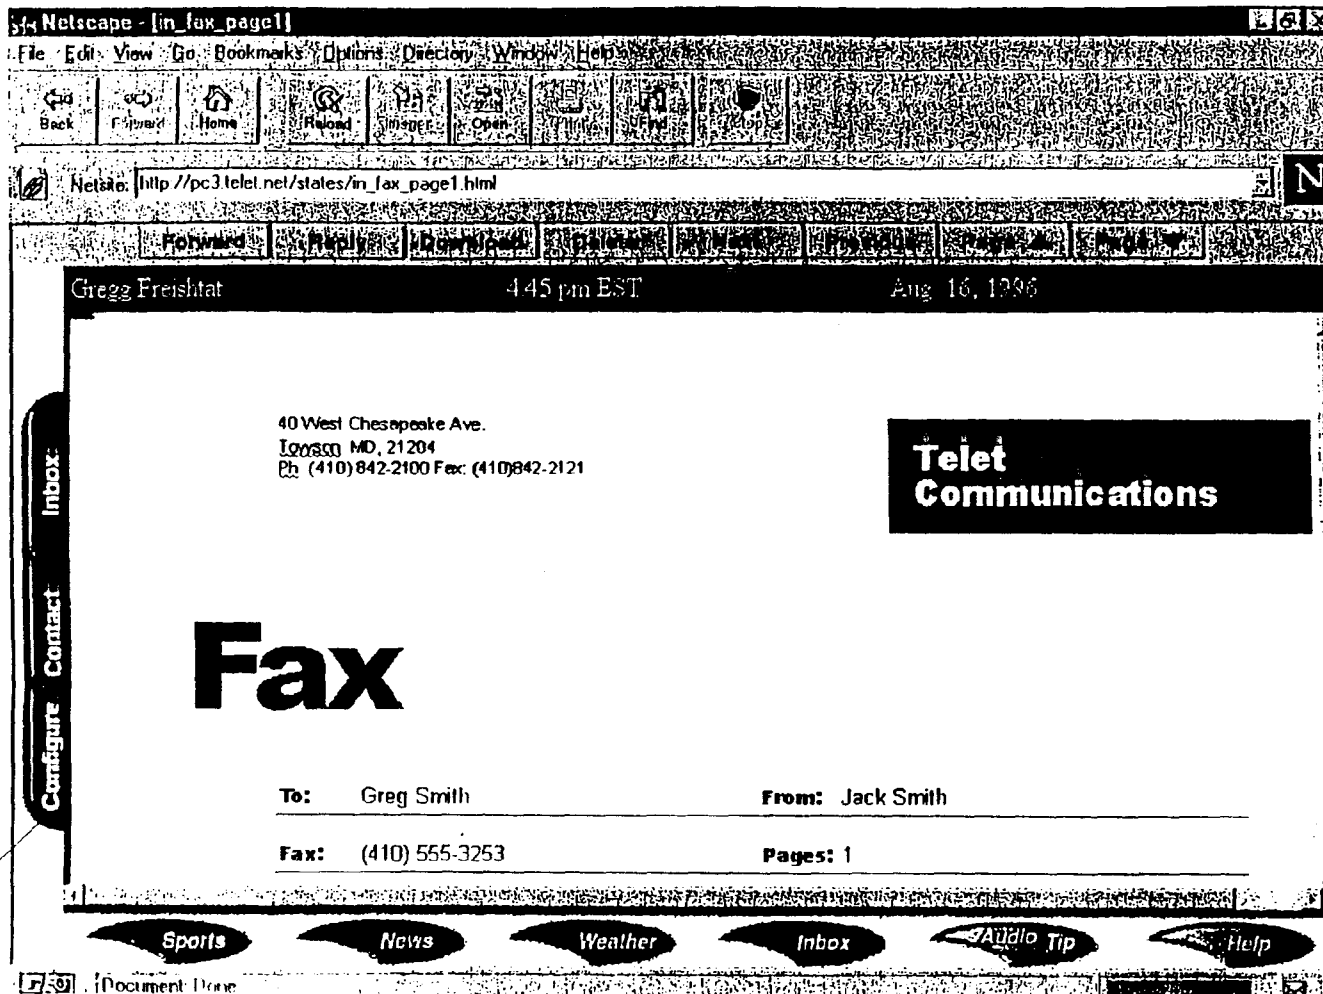 Netscape - [in_fax_page1]
File Edit View Go Bookmarks Options Directory Window Help
Back Forward Home Reload Images Open Print Find Stop
Netsite: http://pc3.telet.net/states/in_fax_page1.html
N
Forward Reply Download Delete Next Previous Page ▲ Page ▼
Gregg Freishtat 4:45 pm EST Aug 16, 1996
40 West Chesapeake Ave.
Towson MD, 21204
Ph (410) 842-2100 Fax: (410)842-2121
Telet
Communications
Inbox
Contact
Configure
Fax
To: Greg Smith From: Jack Smith
Fax: (410) 555-3253 Pages: 1
Sports News Weather Inbox Audio Tip Help
Document: Done